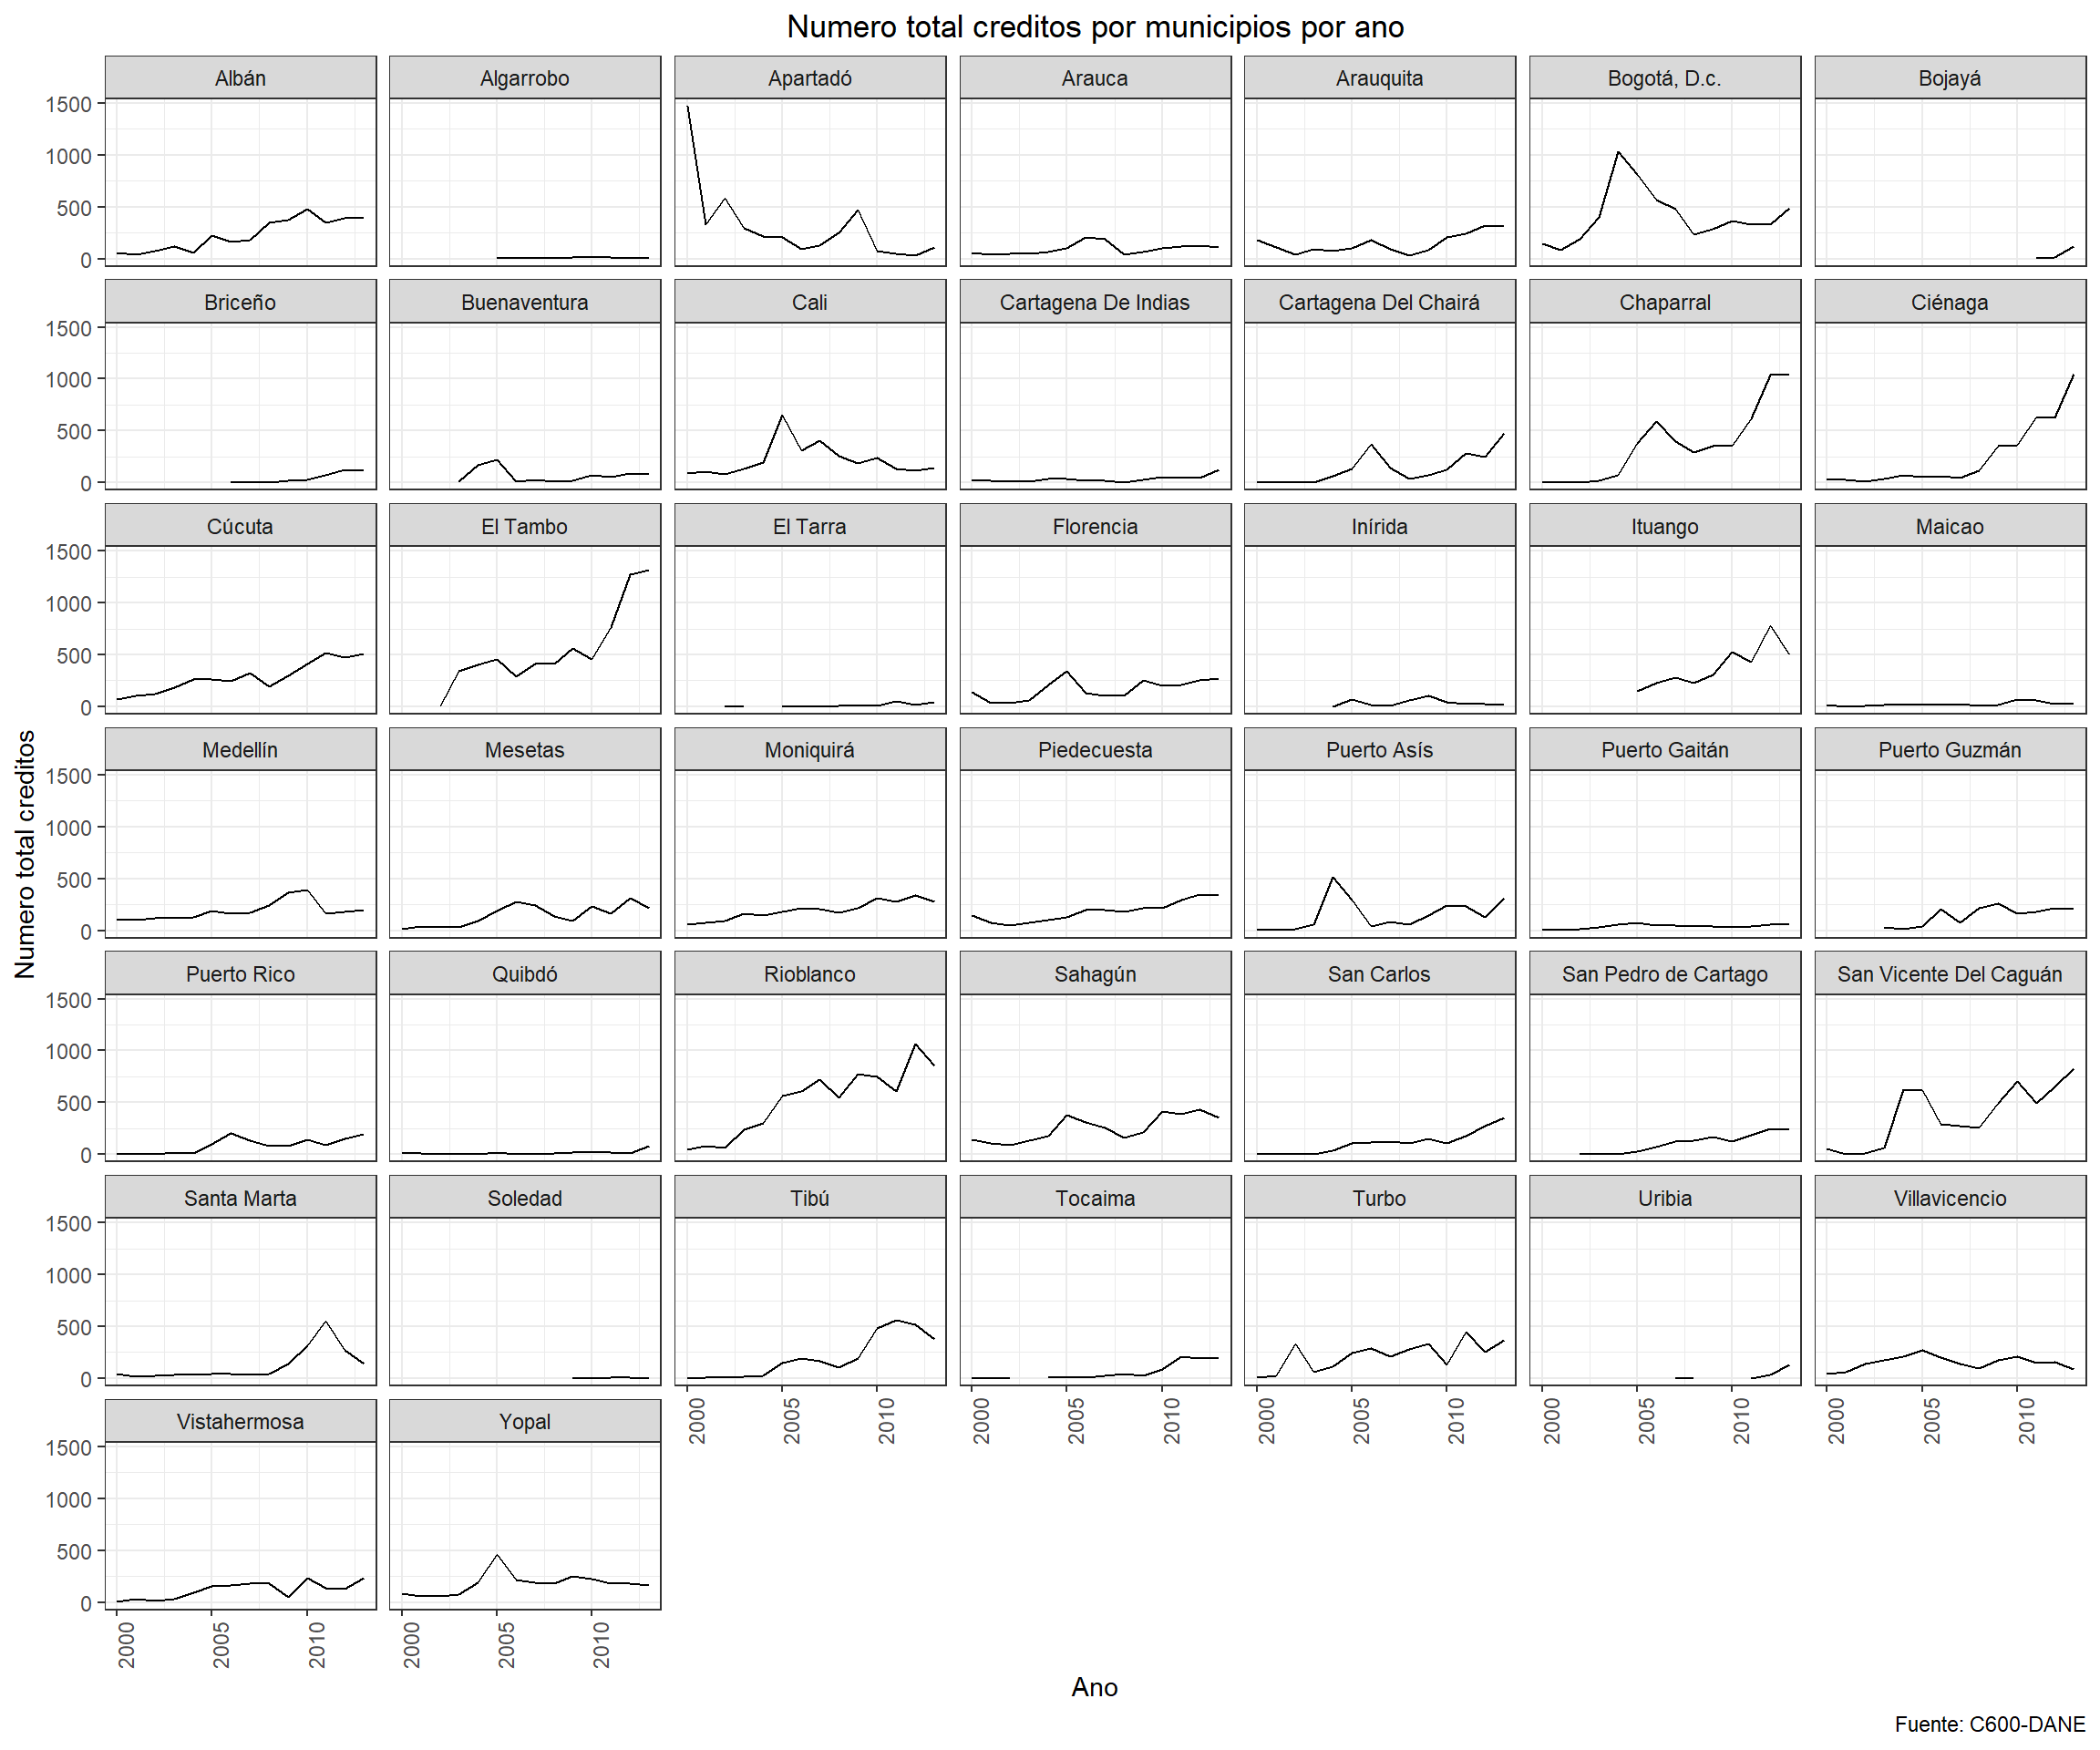 Numero total creditos por municipios por ano
Albán Algarrobo Apartadó Arauca Arauquita Bogotá, D.c. Bojayá
1500
1000
500
0
Briceño Buenaventura Cali Cartagena De Indias Cartagena Del Chairá Chaparral Ciénaga
1500
1000
500
0
Cúcuta El Tambo El Tarra Florencia Inírida Ituango Maicao
1500
1000
500
0
Numero total creditos
Medellín Mesetas Moniquirá Piedecuesta Puerto Asís Puerto Gaitán Puerto Guzmán
1500
1000
500
0
Puerto Rico Quibdó Rioblanco Sahagún San Carlos San Pedro de Cartago San Vicente Del Caguán
1500
1000
500
0
Santa Marta Soledad Tibú Tocaima Turbo Uribia Villavicencio
1500
1000
500
0
2000 2005 2010 2000 2005 2010 2000 2005 2010 2000 2005 2010 2000 2005 2010
Vistahermosa Yopal
1500
1000
500
0
2000 2005 2010 2000 2005 2010
Ano
Fuente: C600-DANE